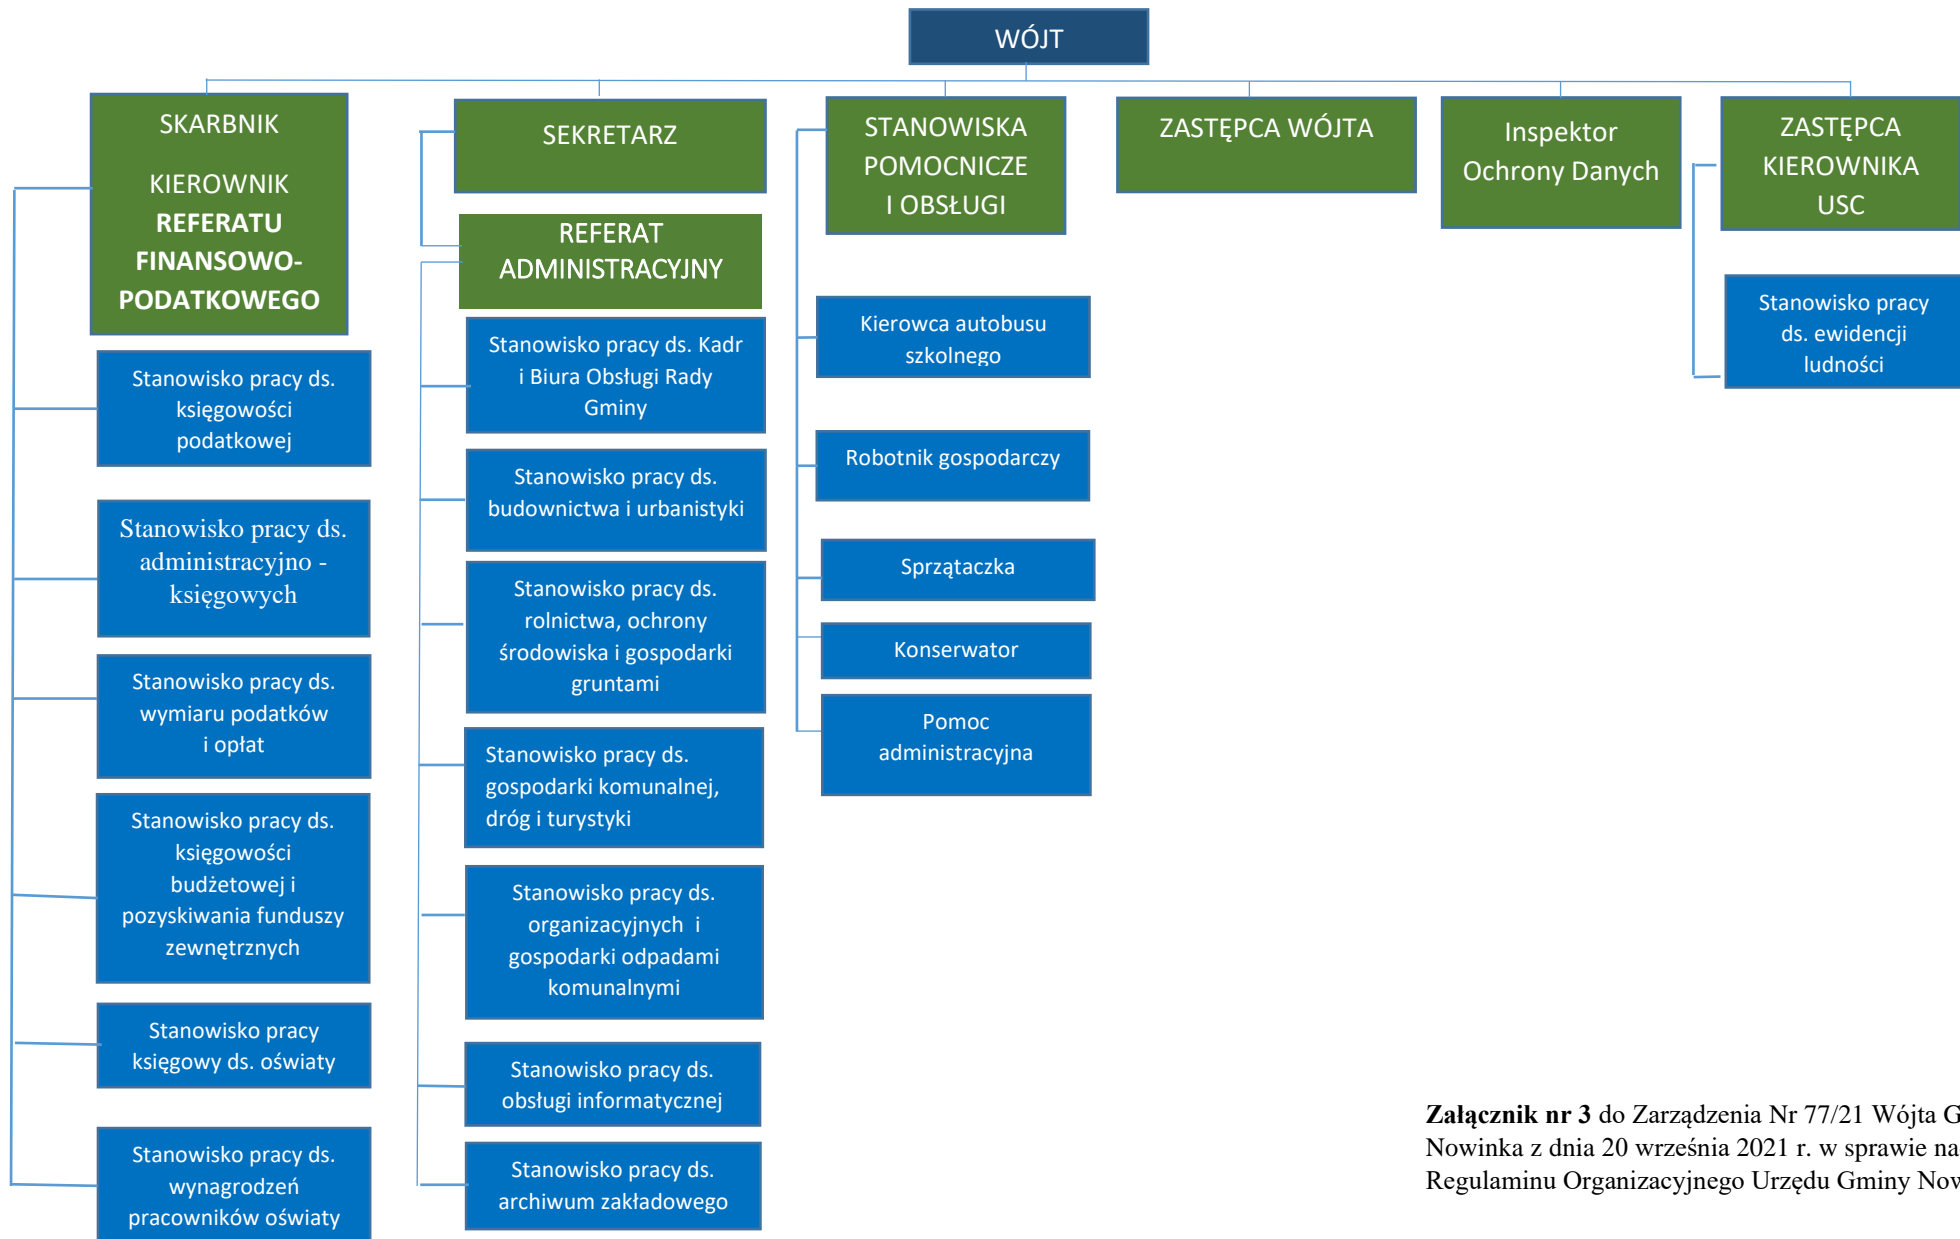 WÓJT
SKARBNIK
KIEROWNIK
REFERATU
FINANSOWO-
PODATKOWEGO
Stanowisko pracy ds.
księgowości
podatkowej
Stanowisko pracy ds.
administracyjno -
księgowych
Stanowisko pracy ds.
wymiaru podatków
i opłat
Stanowisko pracy ds.
księgowości
budżetowej i
pozyskiwania funduszy
zewnętrznych
Stanowisko pracy
księgowy ds. oświaty
Stanowisko pracy ds.
wynagrodzeń
pracowników oświaty
SEKRETARZ
REFERAT
ADMINISTRACYJNY
Stanowisko pracy ds. Kadr
i Biura Obsługi Rady
Gminy
Stanowisko pracy ds.
budownictwa i urbanistyki
Stanowisko pracy ds.
rolnictwa, ochrony
środowiska i gospodarki
gruntami
Stanowisko pracy ds.
gospodarki komunalnej,
dróg i turystyki
Stanowisko pracy ds.
organizacyjnych i
gospodarki odpadami
komunalnymi
Stanowisko pracy ds.
obsługi informatycznej
Stanowisko pracy ds.
archiwum zakładowego
STANOWISKA
POMOCNICZE
I OBSŁUGI
Kierowca autobusu
szkolnego
Robotnik gospodarczy
Sprzątaczka
Konserwator
Pomoc
administracyjna
ZASTĘPCA WÓJTA
Inspektor
Ochrony Danych
ZASTĘPCA
KIEROWNIKA
USC
Stanowisko pracy
ds. ewidencji
ludności
Załącznik nr 3 do Zarządzenia Nr 77/21 Wójta G
Nowinka z dnia 20 września 2021 r. w sprawie na
Regulaminu Organizacyjnego Urzędu Gminy Now